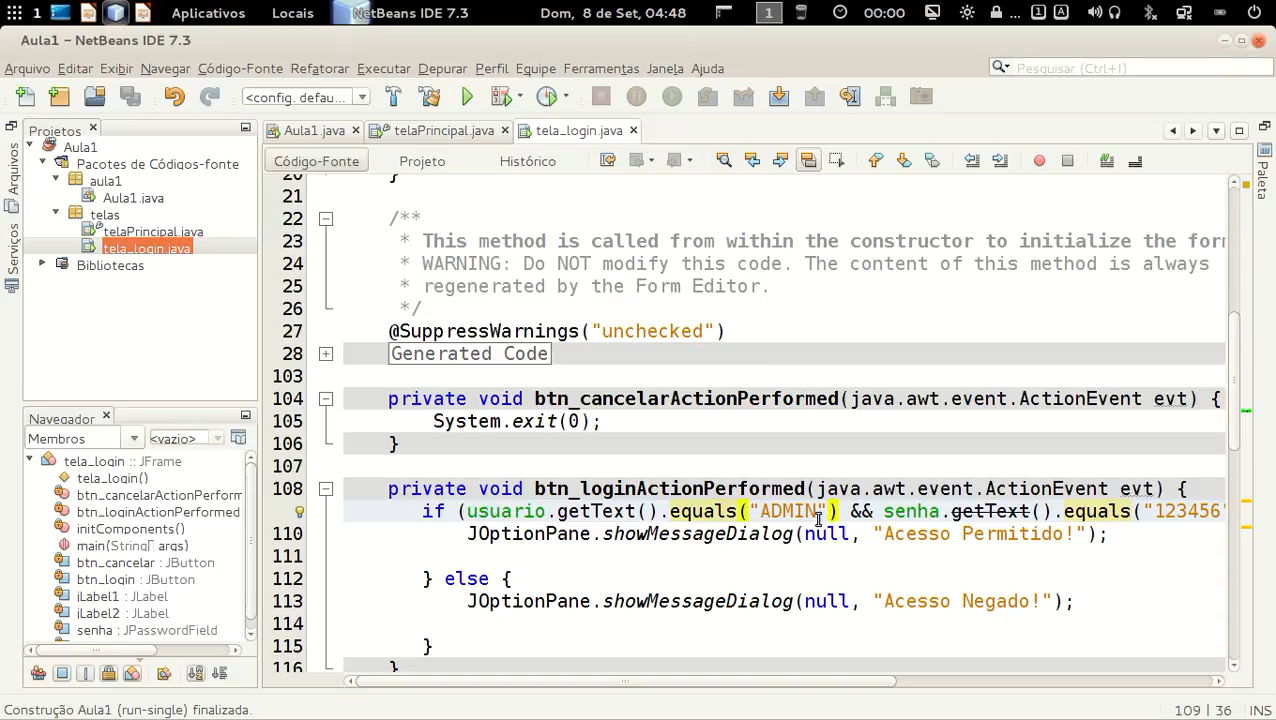 Aplicativos Locais NetBeans IDE 7.3 Dom, 8 de Set, 04:48 1 00:00 ... 1 A
Aula1 - NetBeans IDE 7.3
Arquivo Editar Exibir Navegar Código-Fonte Refatorar Executar Depurar Perfil Equipe Ferramentas Janela Ajuda
Pesquisar (Ctrl+I)
<config. defau...
Arquivos
Serviços
Projetos
Aula1
Pacotes de Códigos-fonte
aula1
Aula1.java
telas
telaPrincipal.java
tela_login.java
Bibliotecas
Navegador
Membros <vazio>
tela_login :: JFrame
tela_login()
btn_cancelarActionPerform
btn_loginActionPerformed
initComponents()
main(String[] args)
btn_cancelar : JButton
btn_login : JButton
jLabel1 : JLabel
jLabel2 : JLabel
senha : JPasswordField
Aula1.java telaPrincipal.java tela_login.java
Código-Fonte Projeto Histórico
20 }
21
22 /**
23 * This method is called from within the constructor to initialize the for
24 * WARNING: Do NOT modify this code. The content of this method is always
25 * regenerated by the Form Editor.
26 */
27 @SuppressWarnings("unchecked")
28 Generated Code
103
104 private void btn_cancelarActionPerformed(java.awt.event.ActionEvent evt) {
105 System.exit(0);
106 }
107
108 private void btn_loginActionPerformed(java.awt.event.ActionEvent evt) {
if (usuario.getText().equals("ADMIN") && senha.getText().equals("123456"
110 JOptionPane.showMessageDialog(null, "Acesso Permitido!");
111
112 } else {
113 JOptionPane.showMessageDialog(null, "Acesso Negado!");
114
115 }
116 }
Paleta
Construção Aula1 (run-single) finalizada.
109 | 36 INS